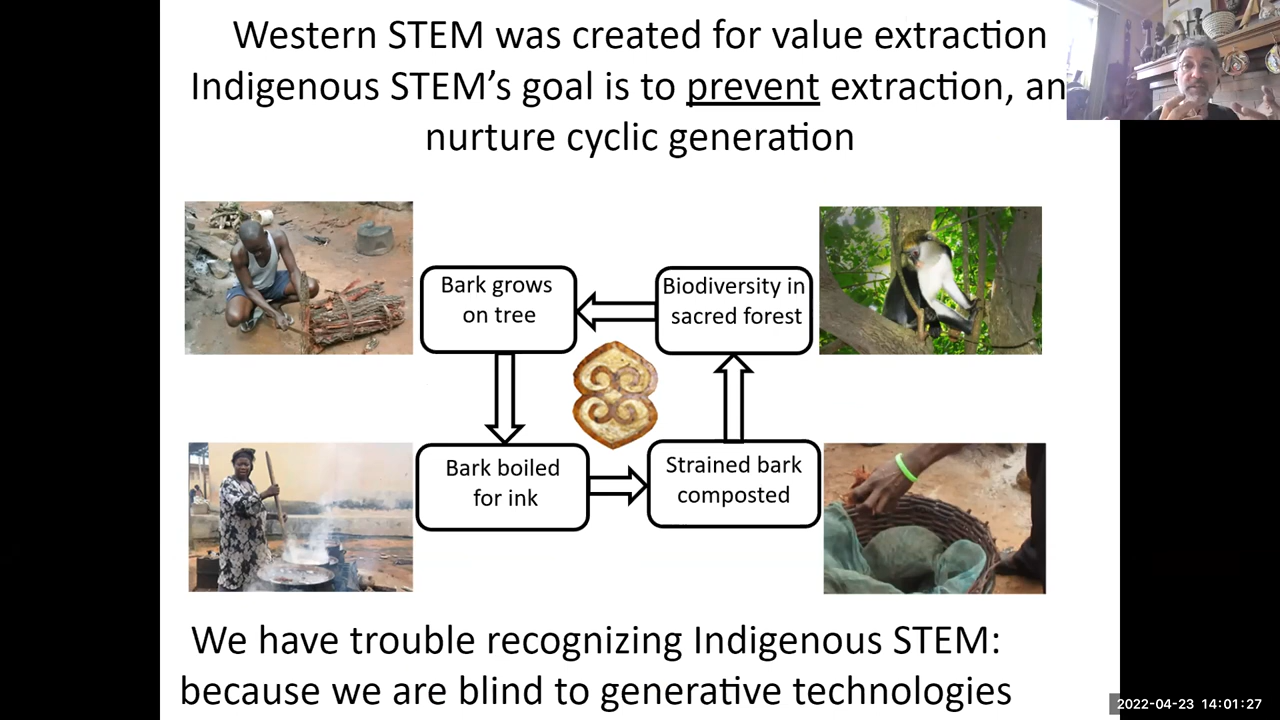 Western STEM was created for value extraction
Indigenous STEM’s goal is to prevent extraction, an
nurture cyclic generation
Bark grows
on tree
Biodiversity in
sacred forest
Bark boiled
for ink
Strained bark
composted
We have trouble recognizing Indigenous STEM:
because we are blind to generative technologies
2022-04-23 14:01:27